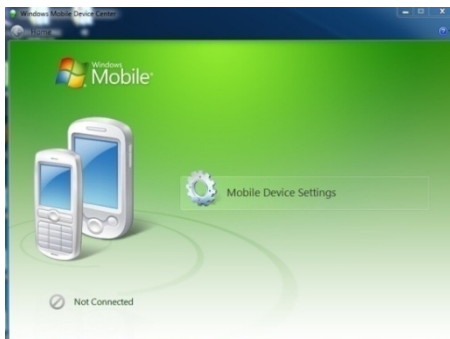 Windows Mobile Device Center
Home
Windows
Mobile
Mobile Device Settings
Not Connected